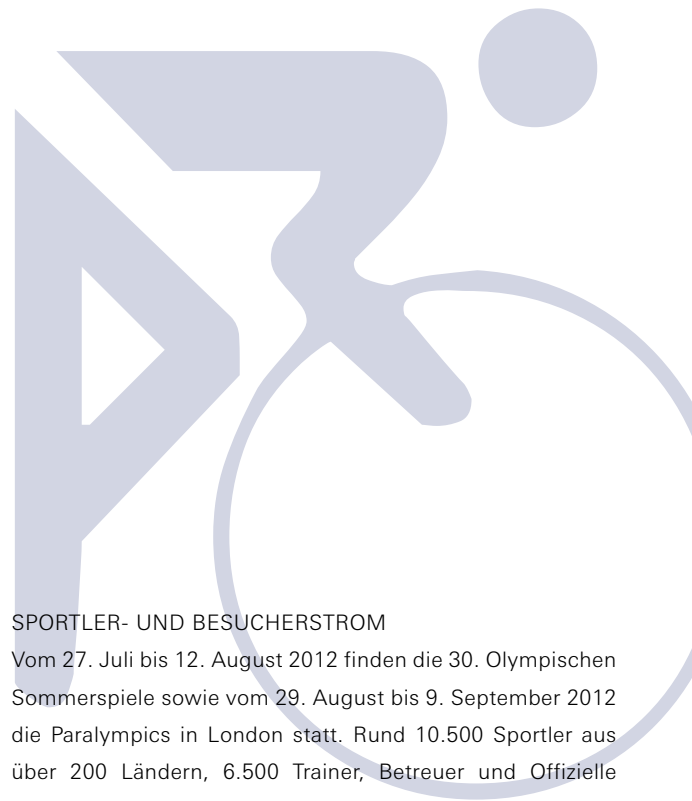 SPORTLER- UND BESUCHERSTROM
Vom 27. Juli bis 12. August 2012 finden die 30. Olympischen
Sommerspiele sowie vom 29. August bis 9. September 2012
die Paralympics in London statt. Rund 10.500 Sportler aus
über 200 Ländern, 6.500 Trainer, Betreuer und Offizielle